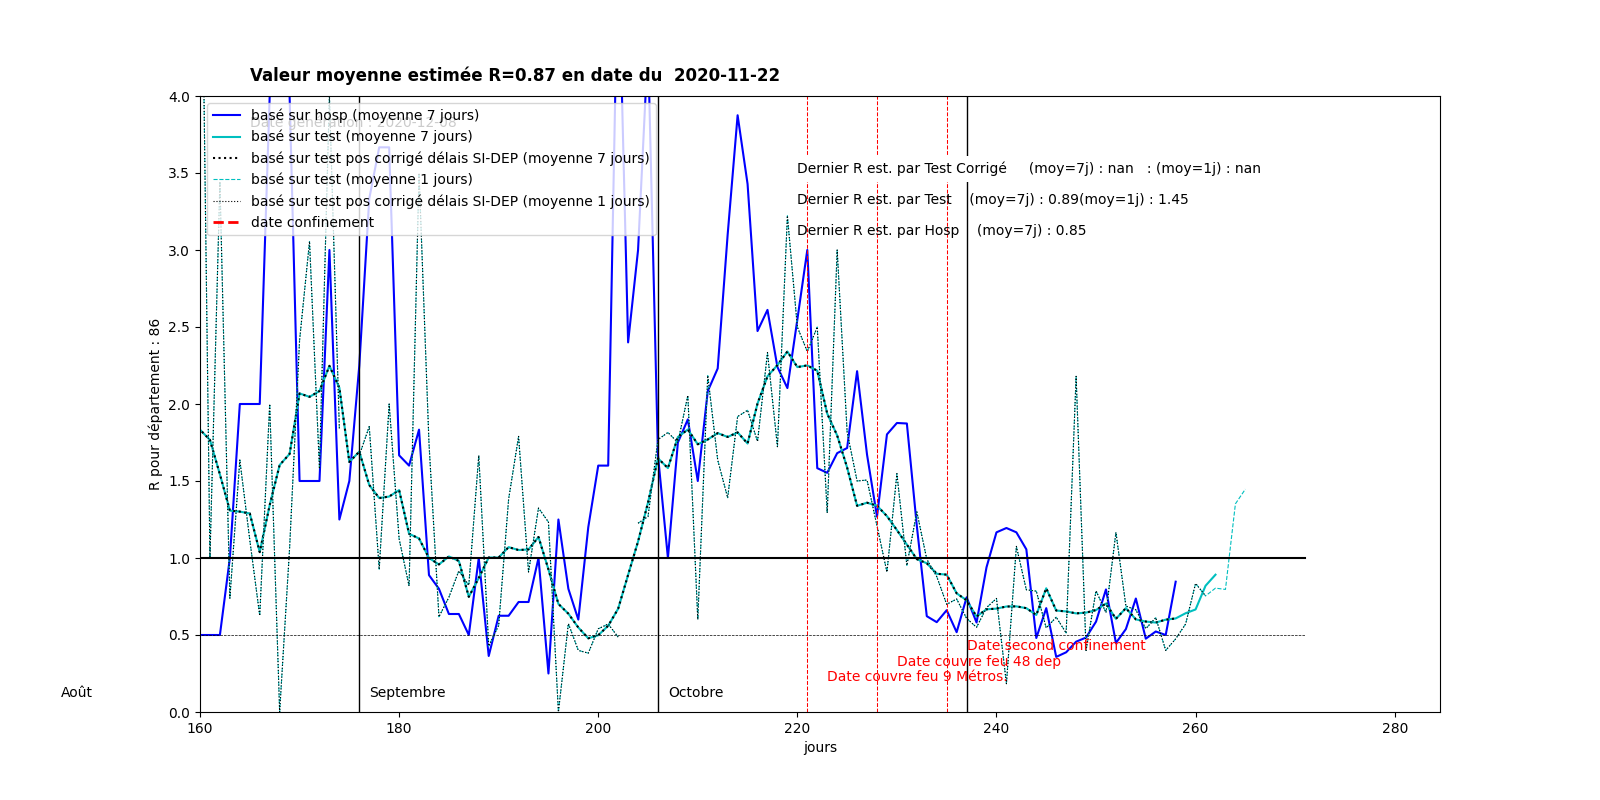 Valeur moyenne estimée R=0.87 en date du 2020-11-22
Date génération : 2020-12-08
basé sur hosp (moyenne 7 jours)
basé sur test (moyenne 7 jours)
basé sur test pos corrigé délais SI-DEP (moyenne 7 jours)
basé sur test (moyenne 1 jours)
basé sur test pos corrigé délais SI-DEP (moyenne 1 jours)
date confinement
Dernier R est. par Test Corrigé (moy=7j) : nan : (moy=1j) : nan
Dernier R est. par Test (moy=7j) : 0.89(moy=1j) : 1.45
Dernier R est. par Hosp (moy=7j) : 0.85
4.0
3.5
3.0
2.5
2.0
1.5
1.0
0.5
0.0
R pour département : 86
Date second confinement
Date couvre feu 48 dep
Date couvre feu 9 Métros
Août
Septembre
Octobre
160 180 200 220 240 260 280
jours